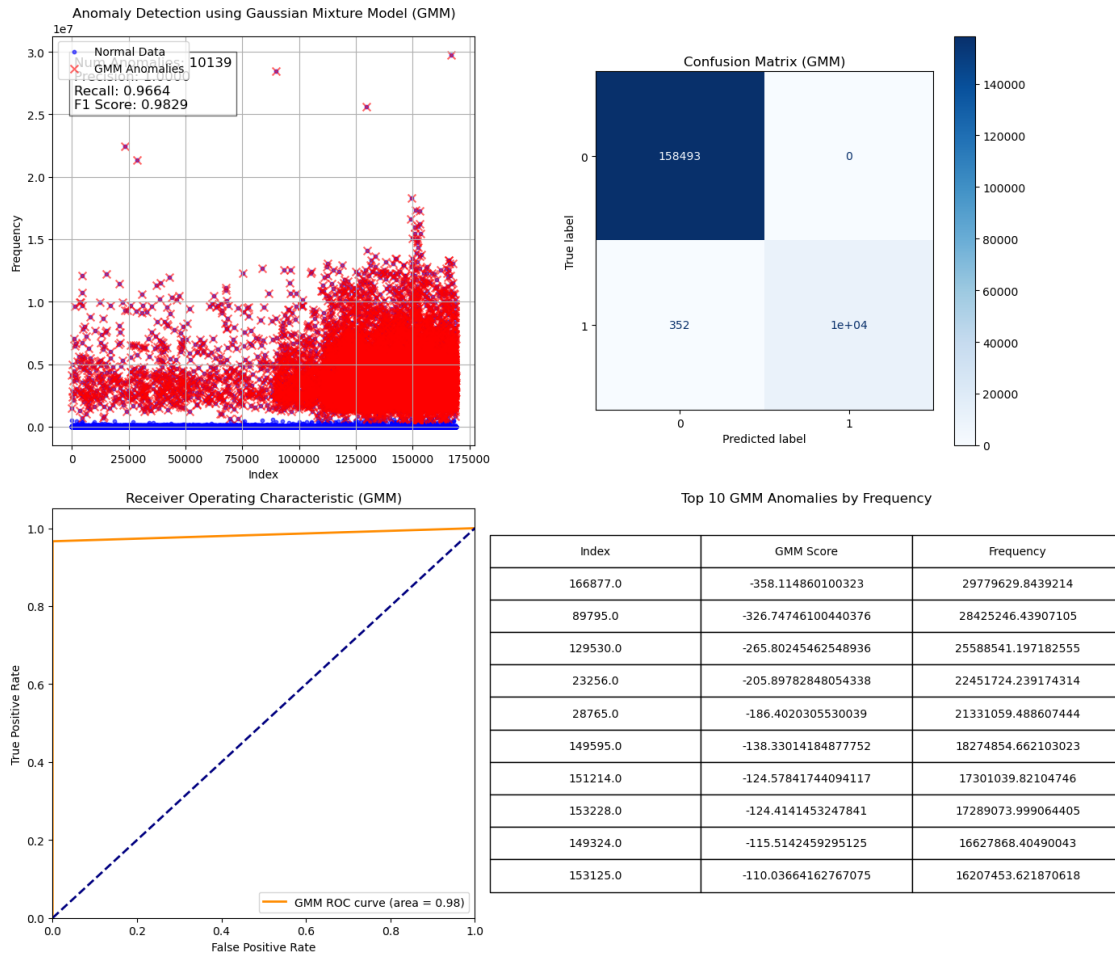 Anomaly Detection using Gaussian Mixture Model (GMM)
1e7
Normal Data
GMM Anomalies
Num Anomalies: 10139
Precision: 1.0000
Recall: 0.9664
F1 Score: 0.9829
3.0
2.5
2.0
1.5
1.0
0.5
0.0
Frequency
0 25000 50000 75000 100000 125000 150000 175000
Index
Confusion Matrix (GMM)
158493 0
352 1e+04
0
1
True label
0 1
Predicted label
140000
120000
100000
80000
60000
40000
20000
0
Receiver Operating Characteristic (GMM)
1.0
0.8
0.6
0.4
0.2
0.0
True Positive Rate
GMM ROC curve (area = 0.98)
0.0 0.2 0.4 0.6 0.8 1.0
False Positive Rate
Top 10 GMM Anomalies by Frequency
Index GMM Score Frequency
166877.0 -358.114860100323 29779629.8439214
89795.0 -326.74746100440376 28425246.43907105
129530.0 -265.80245462548936 25588541.197182555
23256.0 -205.89782848054338 22451724.239174314
28765.0 -186.4020305530039 21331059.488607444
149595.0 -138.33014184877752 18274854.662103023
151214.0 -124.57841744094117 17301039.82104746
153228.0 -124.4141453247841 17289073.999064405
149324.0 -115.5142459295125 16627868.40490043
153125.0 -110.03664162767075 16207453.621870618